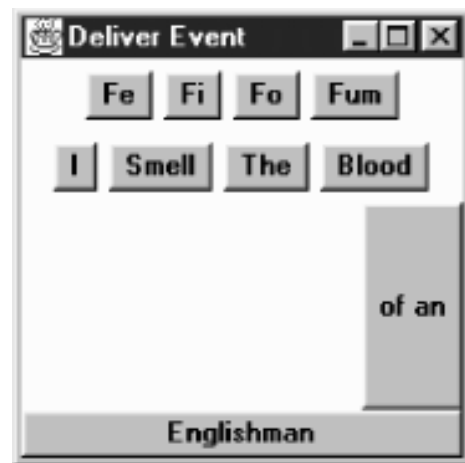 Deliver Event
Fe Fi Fo Fum
I Smell The Blood
of an
Englishman